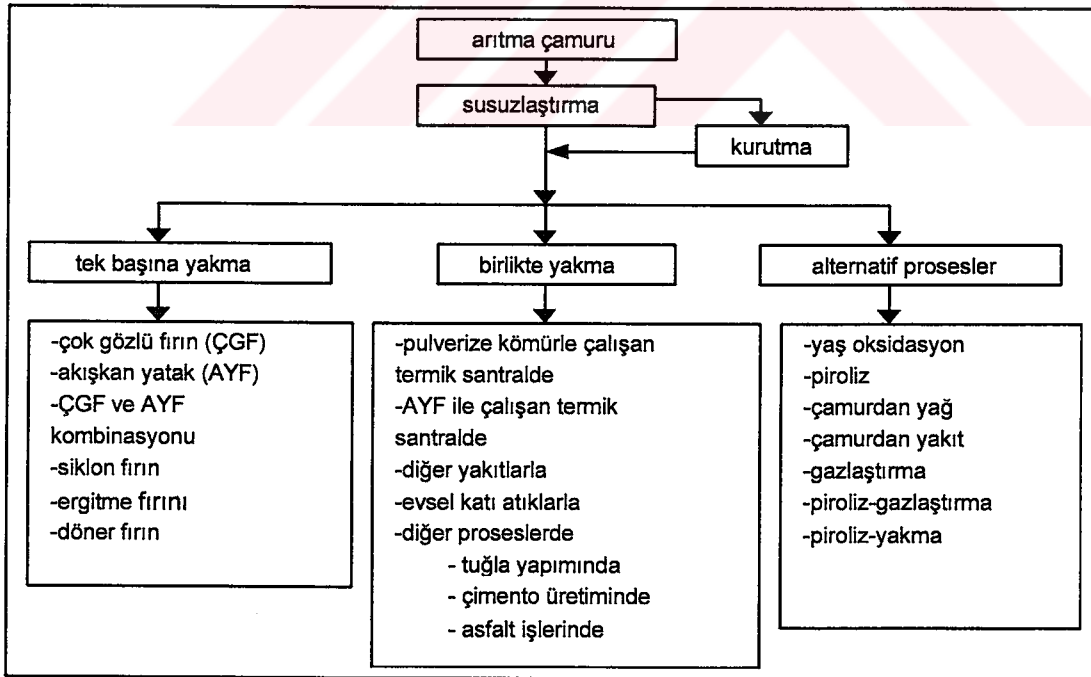 arıtma çamuru
susuzlaştırma
kurutma
tek başına yakma
-çok gözlü fırın (ÇGF)
-akışkan yatak (AYF)
-ÇGF ve AYF
kombinasyonu
-siklon fırın
-ergitme fırını
-döner fırın
birlikte yakma
-pulverize kömürle çalışan
termik santralde
-AYF ile çalışan termik
santralde
-diğer yakıtlarla
-evsel katı atıklarla
-diğer proseslerde
- tuğla yapımında
- çimento üretiminde
- asfalt işlerinde
alternatif prosesler
-yaş oksidasyon
-piroliz
-çamurdan yağ
-çamurdan yakıt
-gazlaştırma
-piroliz-gazlaştırma
-piroliz-yakma